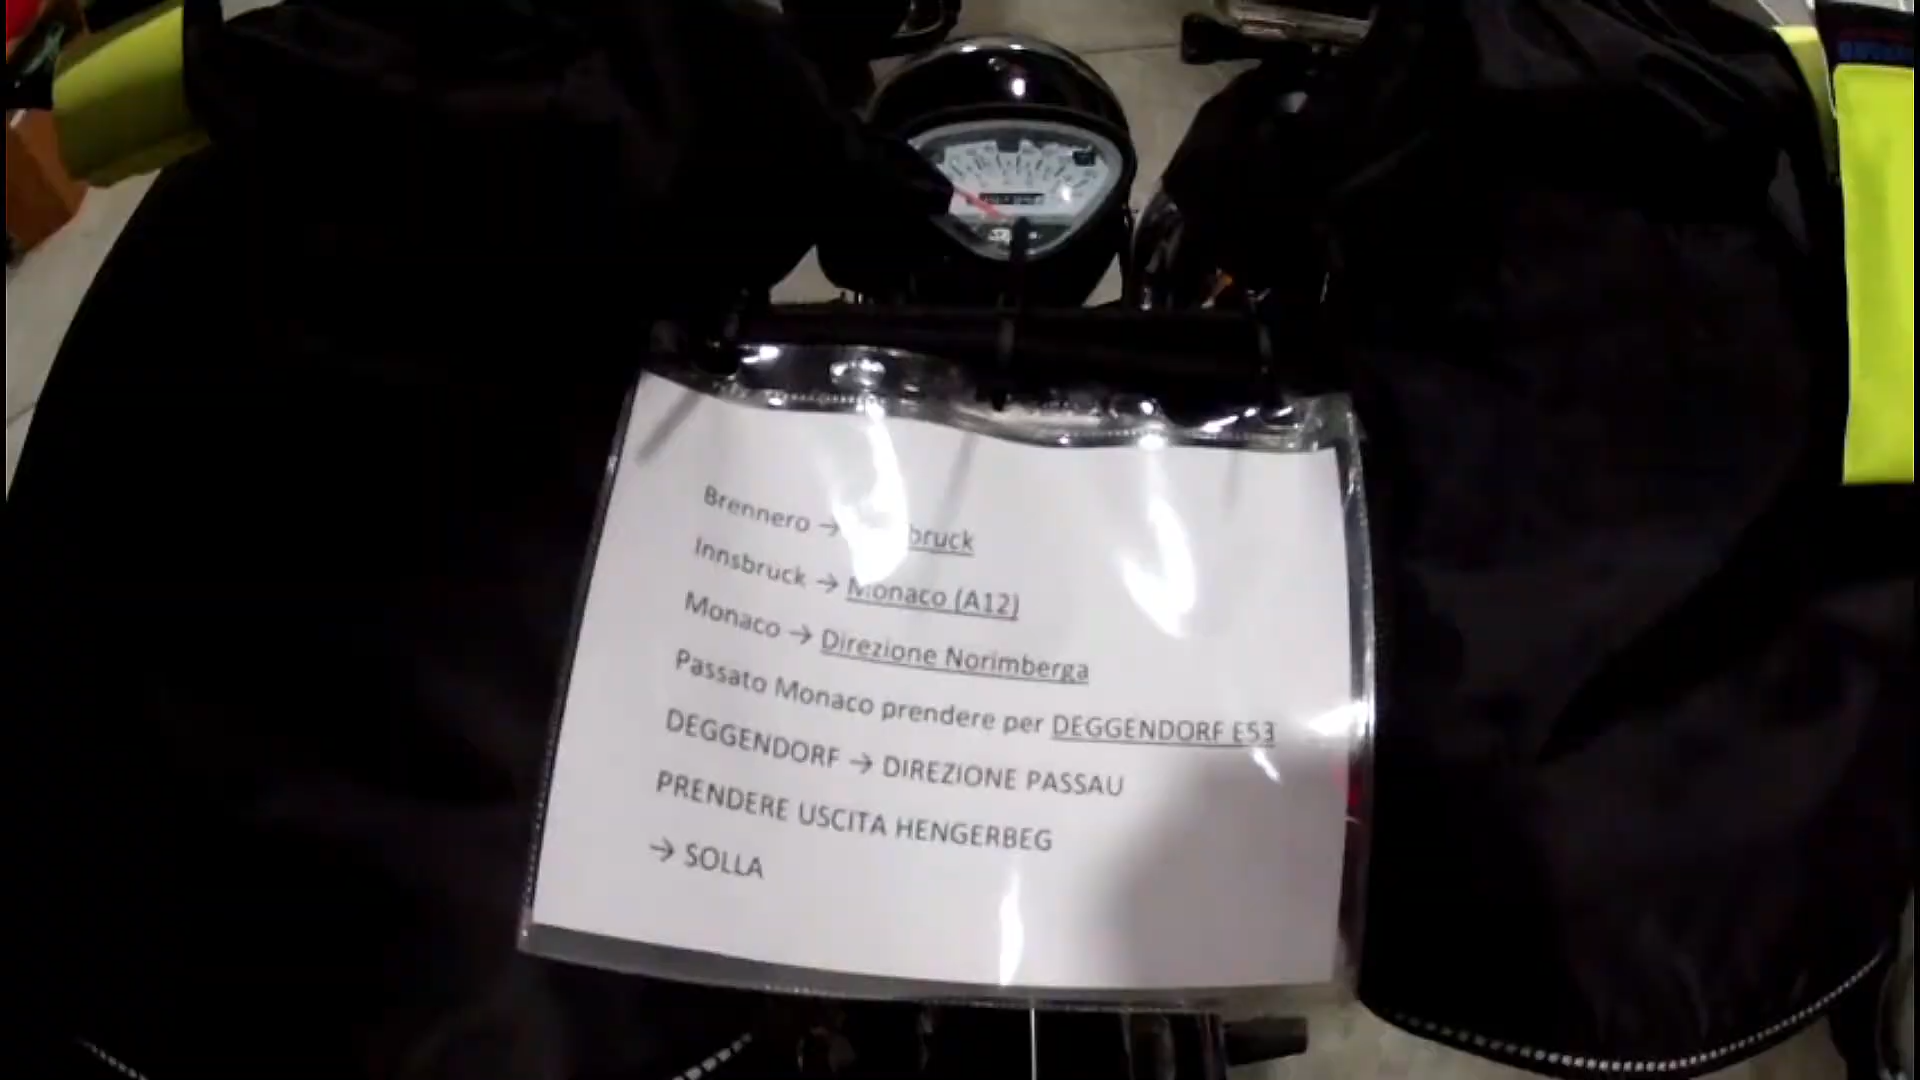 Brennero → bruck
Innsbruck → Monaco (A12)
Monaco → Direzione Norimberga
Passato Monaco prendere per DEGGENDORF E53
DEGGENDORF → DIREZIONE PASSAU
PRENDERE USCITA HENGERBEG
→ SOLLA